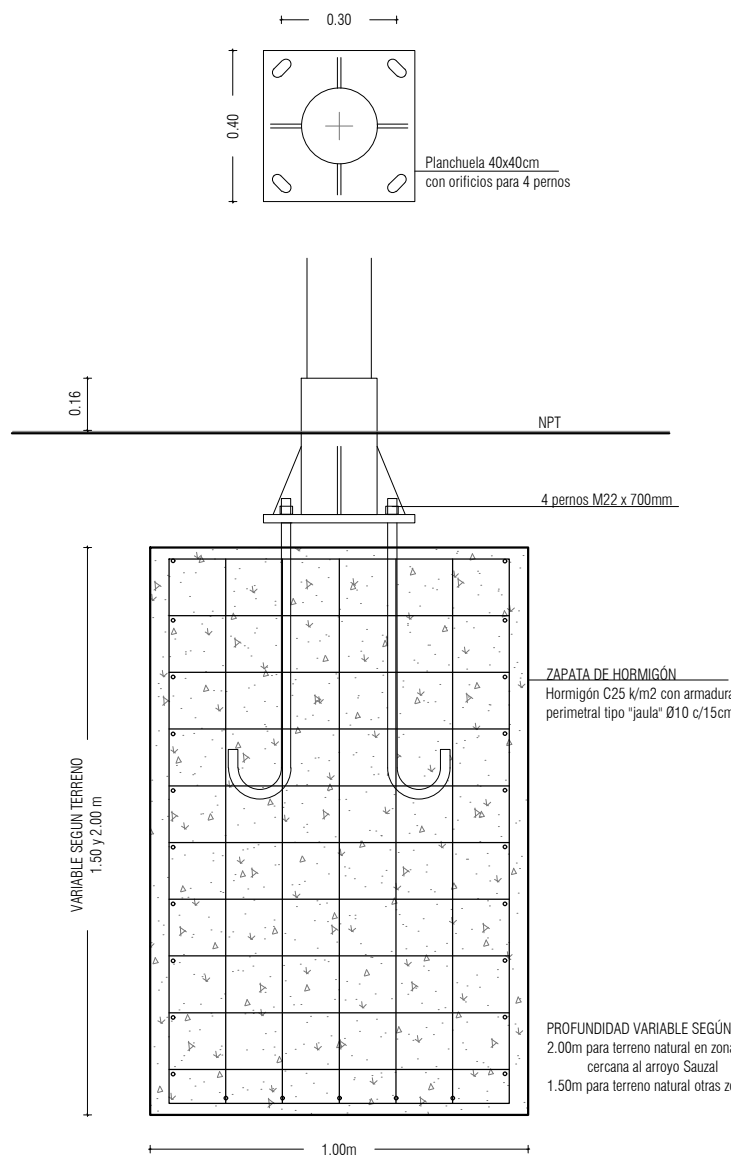 0.30
0.40
Planchuela 40x40cm
con orificios para 4 pernos
0.16
NPT
4 pernos M22 x 700mm
ZAPATA DE HORMIGÓN
Hormigón C25 k/m2 con armadura
perimetral tipo "jaula" Ø10 c/15cm
VARIABLE SEGUN TERRENO
1.50 y 2.00 m
PROFUNDIDAD VARIABLE SEGÚN
2.00m para terreno natural en zona
cercana al arroyo Sauzal
1.50m para terreno natural otras
1.00m